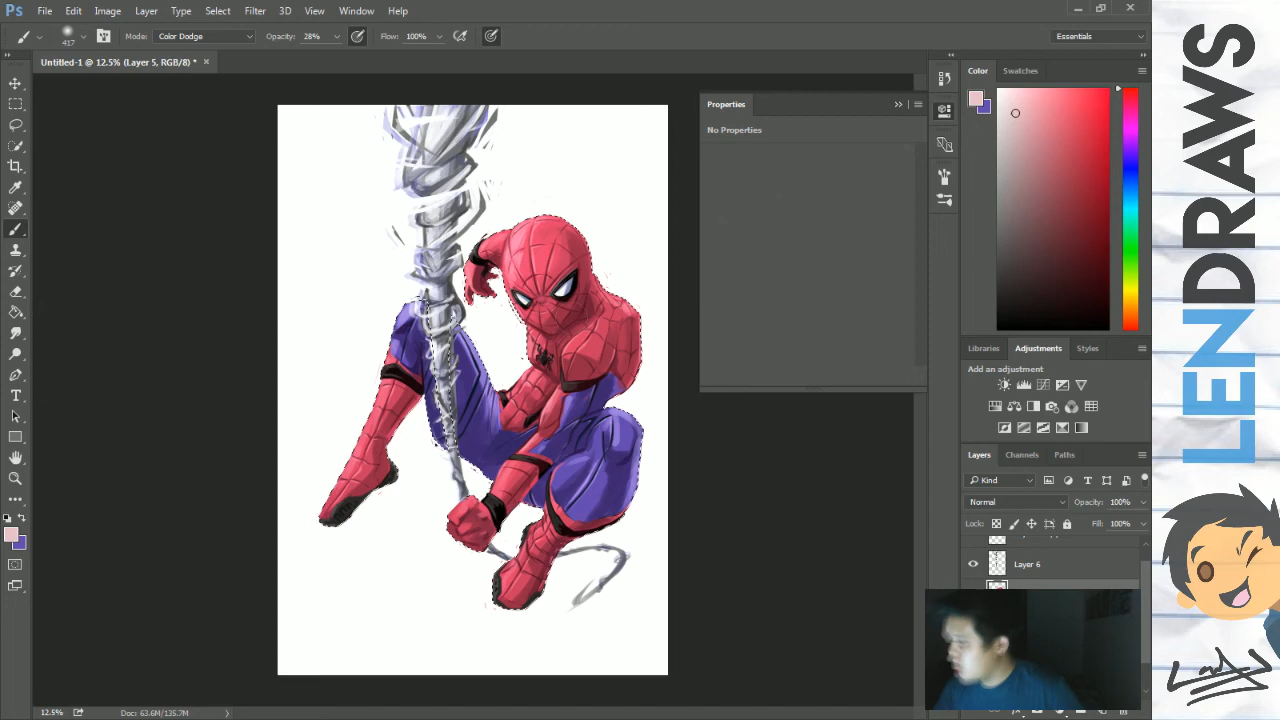 Ps File Edit Image Layer Type Select Filter 3D View Window Help
417 Mode: Color Dodge Opacity: 28% Flow: 100% Essentials
Untitled-1 @ 12.5% (Layer 5, RGB/8) * ×
Color Swatches
Properties
No Properties
Libraries Adjustments Styles
Add an adjustment
Layers Channels Paths
Kind
Normal Opacity: 100%
Lock: Fill: 100%
Layer 6
12.5% Doc: 63.6M/135.7M
LENDRAWS